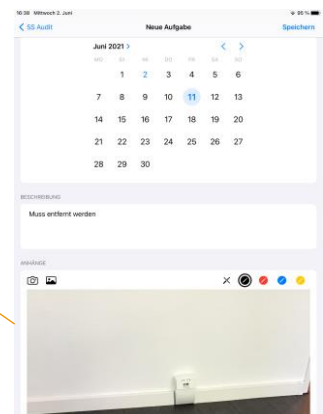 16:38 Mittwoch 2. Juni 95 %
5S Audit Neue Aufgabe Speichern
Juni 2021
MO DI MI DO FR SA SO
1 2 3 4 5 6
7 8 9 10 11 12 13
14 15 16 17 18 19 20
21 22 23 24 25 26 27
28 29 30
BESCHREIBUNG
Muss entfernt werden
ANHÄNGE